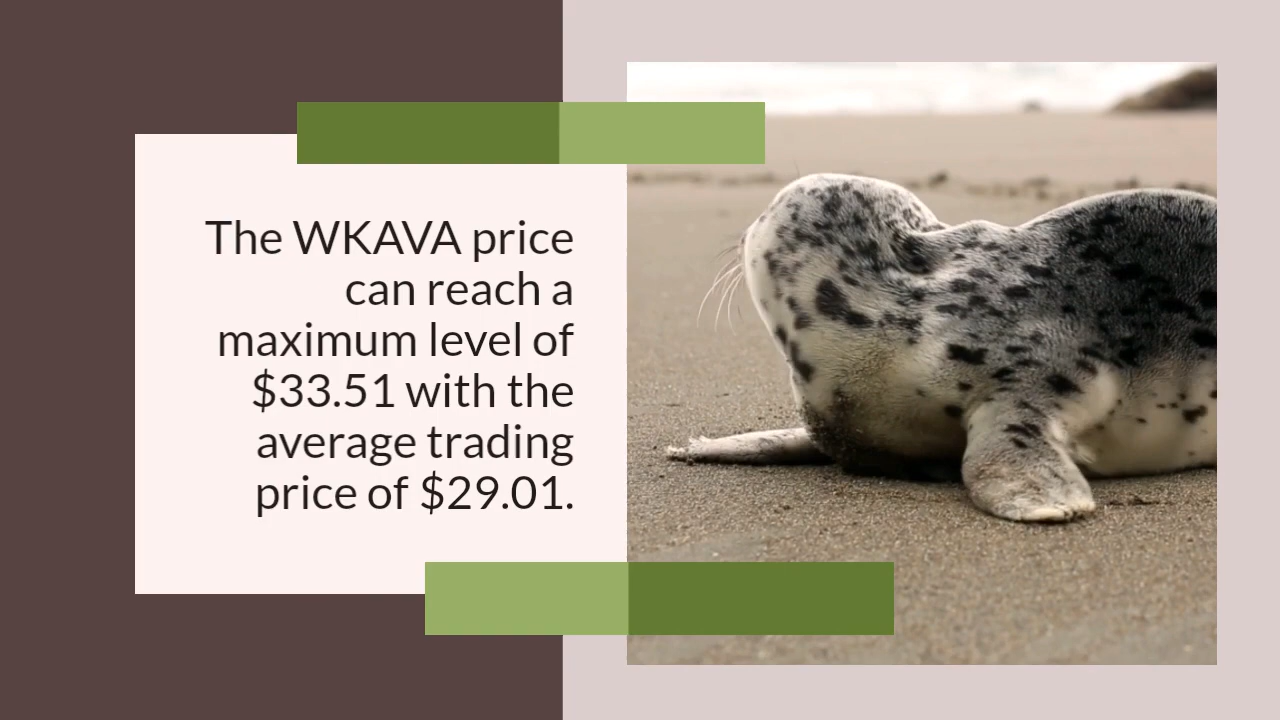 The WKAVA price
can reach a
maximum level of
$33.51 with the
average trading
price of $29.01.